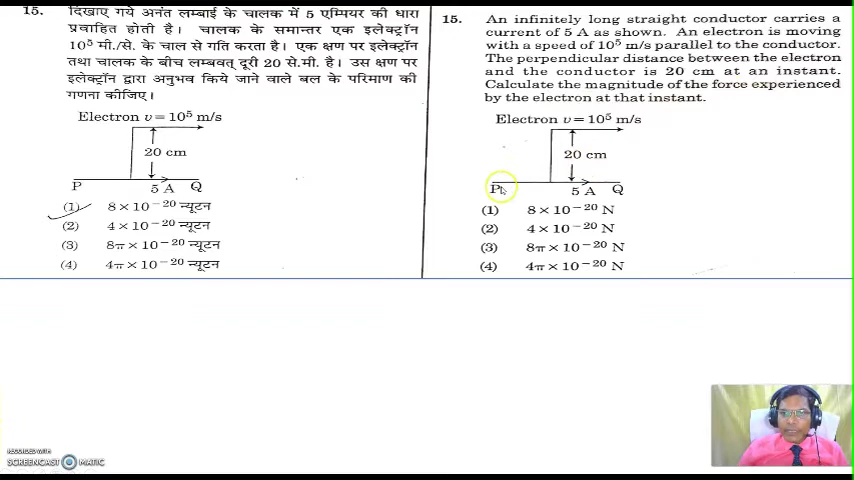 15. दिखाए गये अनंत लम्बाई के चालक में 5 एम्पियर की धारा
प्रवाहित होती है। चालक के समान्तर एक इलेक्ट्रॉन
10⁵ मी./से. के चाल से गति करता है। एक क्षण पर इलेक्ट्रॉन
तथा चालक के बीच लम्बवत् दूरी 20 से.मी. है। उस क्षण पर
इलेक्ट्रॉन द्वारा अनुभव किये जाने वाले बल के परिमाण की
गणना कीजिए।
Electron v = 10⁵ m/s
20 cm
P 5 A Q
(1) 8 × 10⁻²⁰ न्यूटन
(2) 4 × 10⁻²⁰ न्यूटन
(3) 8π × 10⁻²⁰ न्यूटन
(4) 4π × 10⁻²⁰ न्यूटन
15. An infinitely long straight conductor carries a
current of 5 A as shown. An electron is moving
with a speed of 10⁵ m/s parallel to the conductor.
The perpendicular distance between the electron
and the conductor is 20 cm at an instant.
Calculate the magnitude of the force experienced
by the electron at that instant.
Electron v = 10⁵ m/s
20 cm
P 5 A Q
(1) 8 × 10⁻²⁰ N
(2) 4 × 10⁻²⁰ N
(3) 8π × 10⁻²⁰ N
(4) 4π × 10⁻²⁰ N
RECORDED WITH
SCREENCAST MATIC